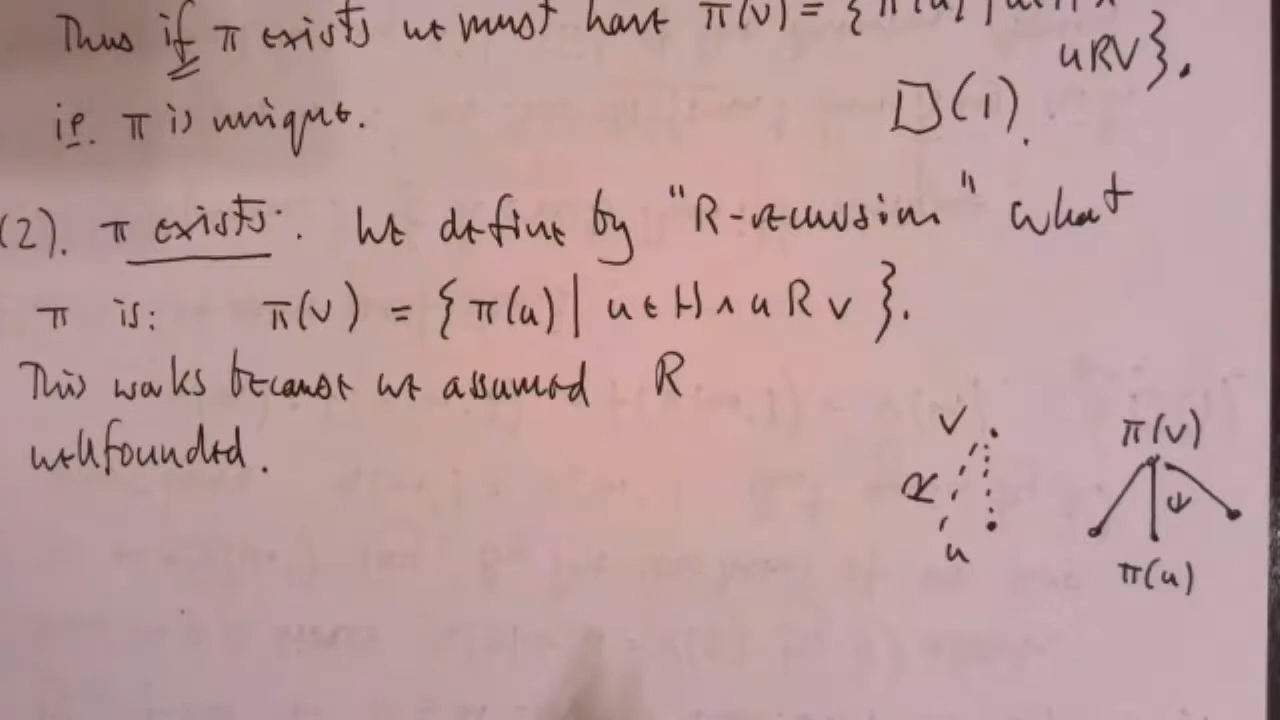 Thus if π exists we must have π(v) = {π(u) |
uRv}.
ie. π is unique.
(1).
(2). π exists: We define by "R-recursion" what
π is: π(v) = {π(u) | u ∈ H ∧ u R v }.
This works because we assumed R
wellfounded.
v π(v)
R ∈
u π(u)